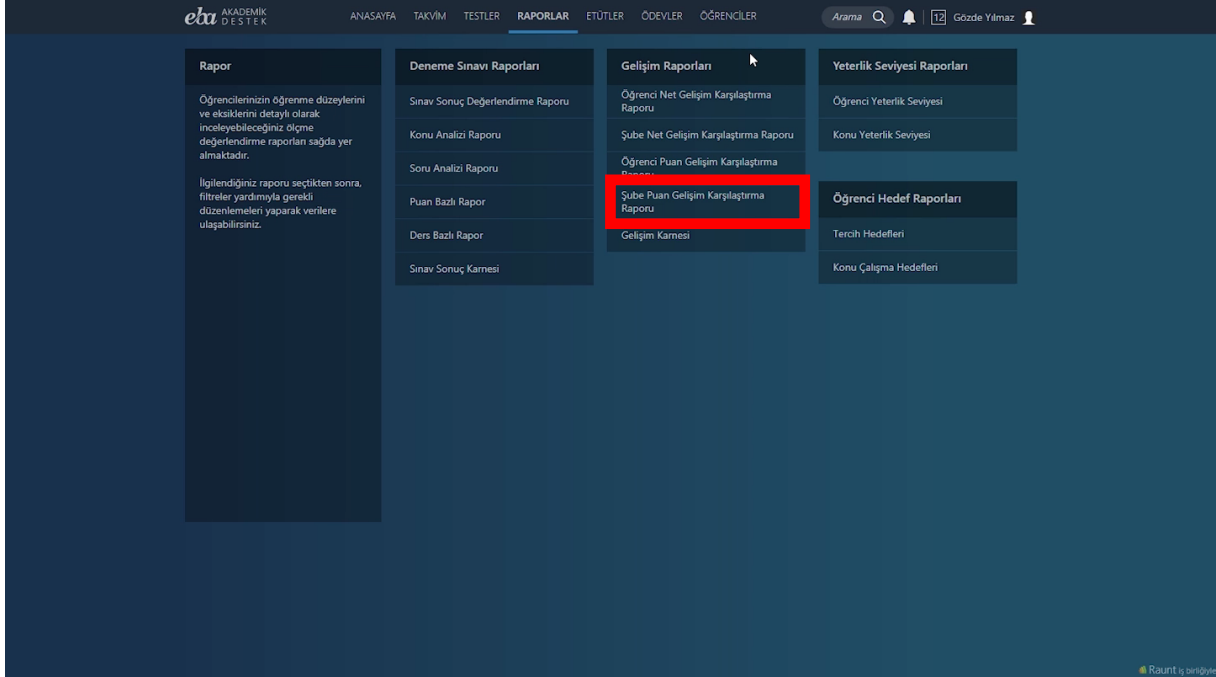 eba AKADEMİK DESTEK
ANASAYFA TAKVİM TESTLER RAPORLAR ETÜTLER ÖDEVLER ÖĞRENCİLER
Arama 12 Gözde Yılmaz
Rapor
Öğrencilerinizin öğrenme düzeylerini
ve eksiklerini detaylı olarak
inceleyebileceğiniz ölçme
değerlendirme raporları sağda yer
almaktadır.
İlgilendiğiniz raporu seçtikten sonra,
filtreler yardımıyla gerekli
düzenlemeleri yaparak verilere
ulaşabilirsiniz.
Deneme Sınavı Raporları
Sınav Sonuç Değerlendirme Raporu
Konu Analizi Raporu
Soru Analizi Raporu
Puan Bazlı Rapor
Ders Bazlı Rapor
Sınav Sonuç Karnesi
Gelişim Raporları
Öğrenci Net Gelişim Karşılaştırma
Raporu
Şube Net Gelişim Karşılaştırma Raporu
Öğrenci Puan Gelişim Karşılaştırma
Raporu
Şube Puan Gelişim Karşılaştırma
Raporu
Gelişim Karnesi
Yeterlik Seviyesi Raporları
Öğrenci Yeterlik Seviyesi
Konu Yeterlik Seviyesi
Öğrenci Hedef Raporları
Tercih Hedefleri
Konu Çalışma Hedefleri
Raunt iş birliğiyle